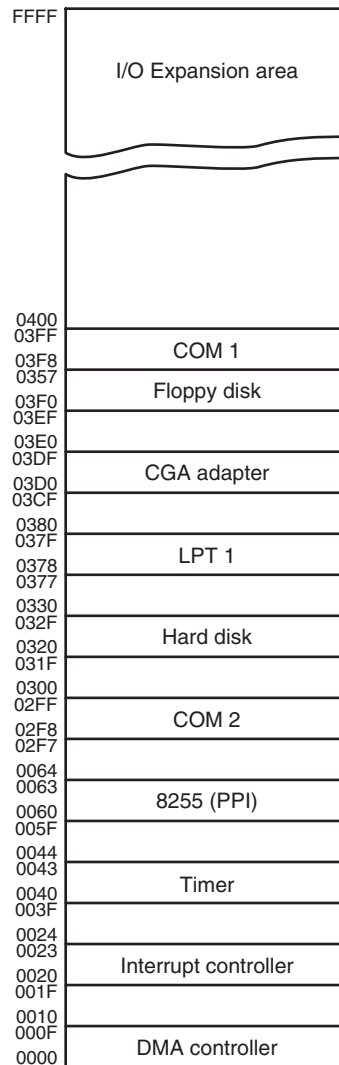 FFFF
I/O Expansion area
0400
03FF
COM 1
03F8
0357
Floppy disk
03F0
03EF
03E0
03DF
CGA adapter
03D0
03CF
0380
037F
LPT 1
0378
0377
0330
032F
Hard disk
0320
031F
0300
02FF
COM 2
02F8
02F7
0064
0063
8255 (PPI)
0060
005F
0044
0043
Timer
0040
003F
0024
0023
Interrupt controller
0020
001F
0010
000F
DMA controller
0000